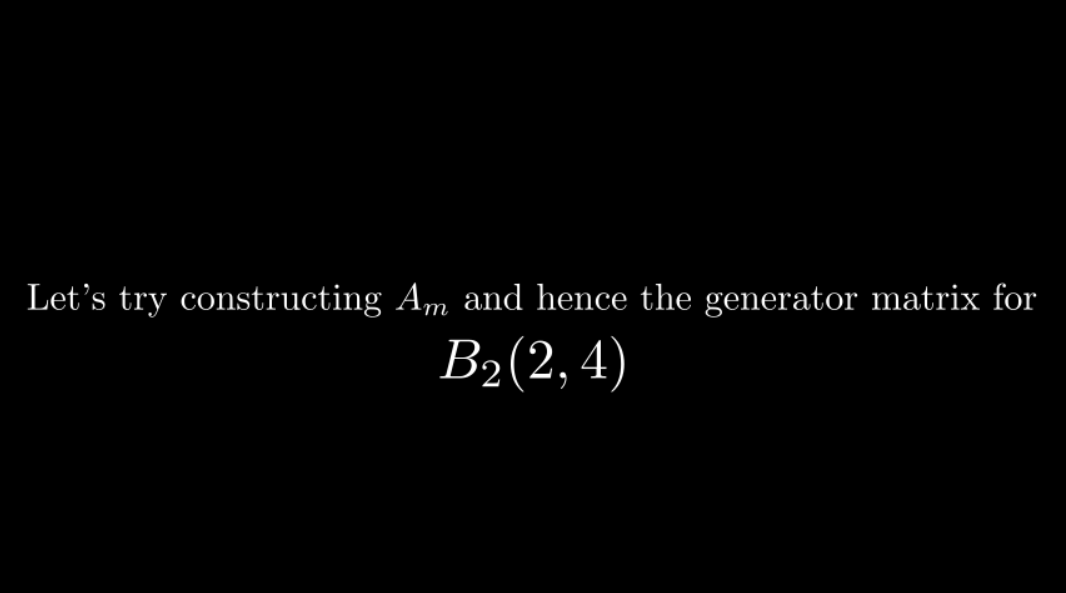 Let's try constructing $A_m$ and hence the generator matrix for
$B_2(2, 4)$